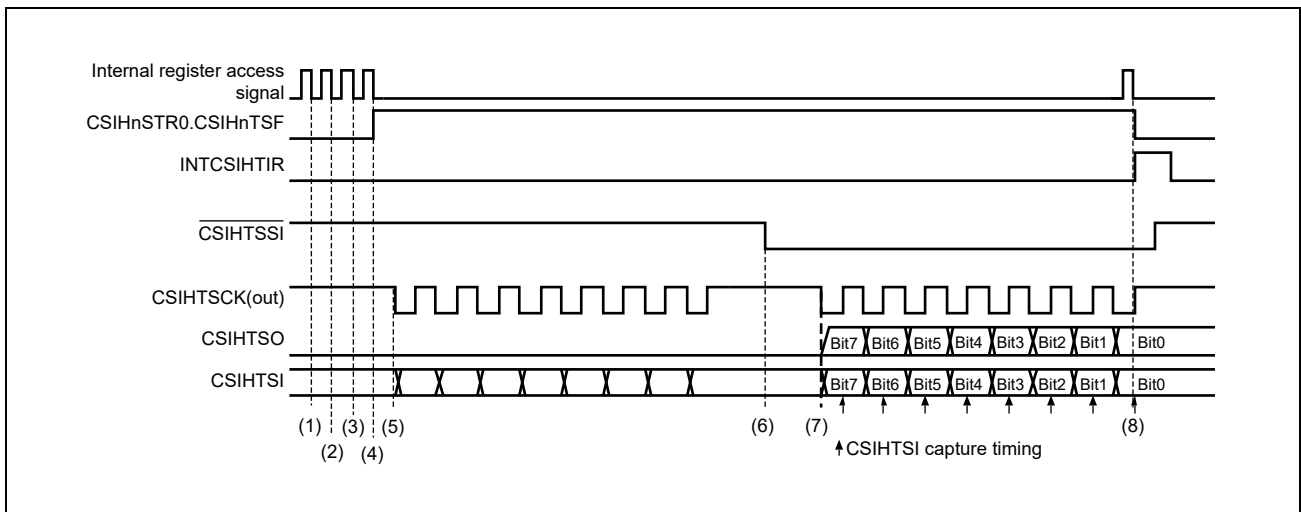 Internal register access
signal
CSIHnSTR0.CSIHnTSF
INTCSIHTIR
CSIHTSSI
CSIHTSCK(out)
CSIHTSO
Bit7 Bit6 Bit5 Bit4 Bit3 Bit2 Bit1 Bit0
CSIHTSI
Bit7 Bit6 Bit5 Bit4 Bit3 Bit2 Bit1 Bit0
(1) (3) (5) (6) (7) (8)
(2) (4)
CSIHTSI capture timing